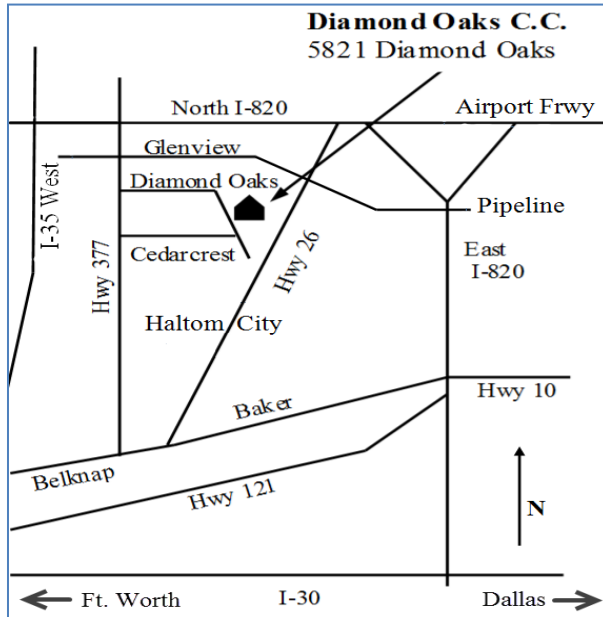 Diamond Oaks C.C.
5821 Diamond Oaks
North I-820
Airport Frwy
Glenview
Diamond Oaks
I-35 West
Pipeline
Hwy 377
Cedarcrest
Hwy 26
East
I-820
Haltom City
Baker
Hwy 10
Belknap
Hwy 121
N
Ft. Worth
I-30
Dallas